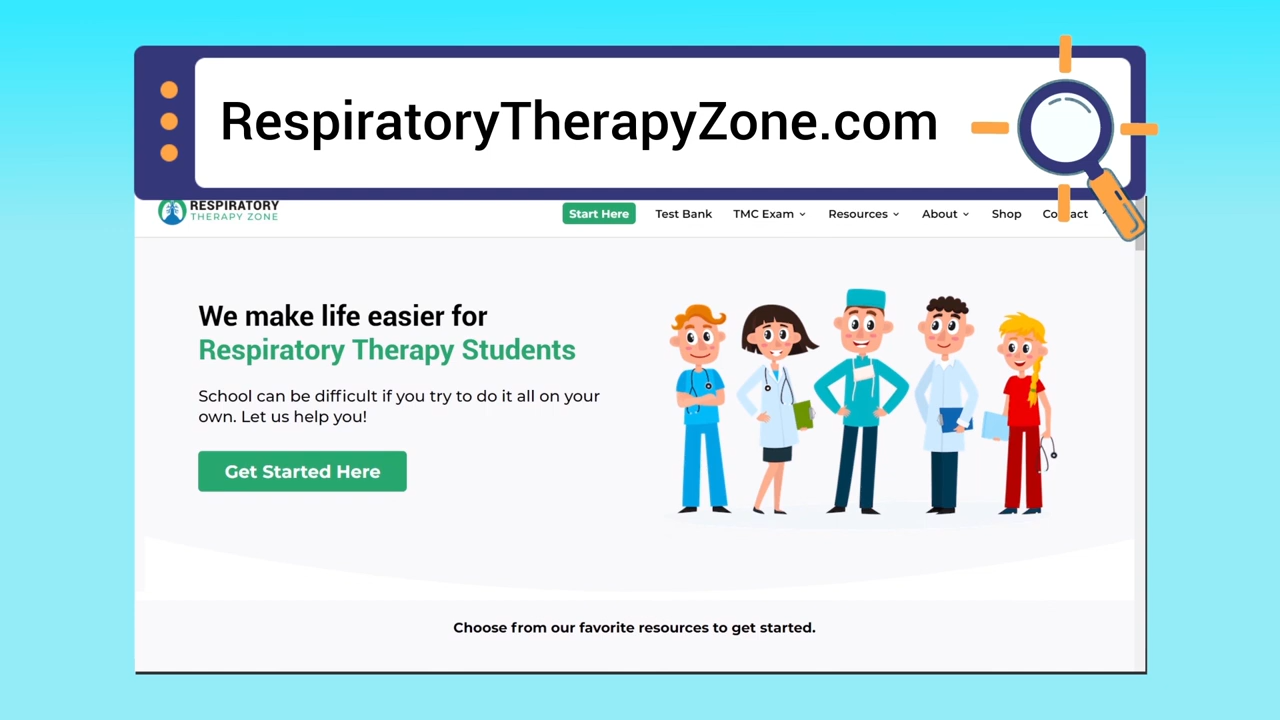 RespiratoryTherapyZone.com
RESPIRATORY
THERAPY ZONE
Start Here Test Bank TMC Exam Resources About Shop Contact
We make life easier for
Respiratory Therapy Students
School can be difficult if you try to do it all on your
own. Let us help you!
Get Started Here
Choose from our favorite resources to get started.